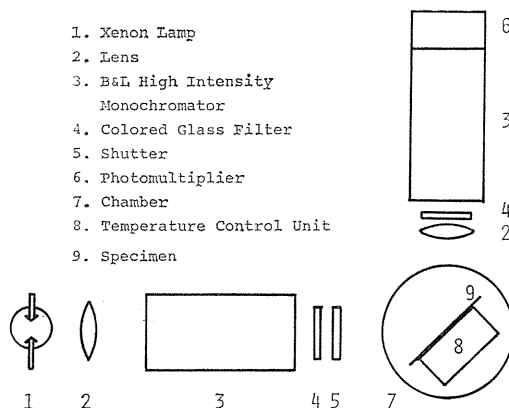 1. Xenon Lamp
2. Lens
3. B&L High Intensity
Monochromator
4. Colored Glass Filter
5. Shutter
6. Photomultiplier
7. Chamber
8. Temperature Control Unit
9. Specimen
6
3
4
2
9
8
1 2 3 4 5 7